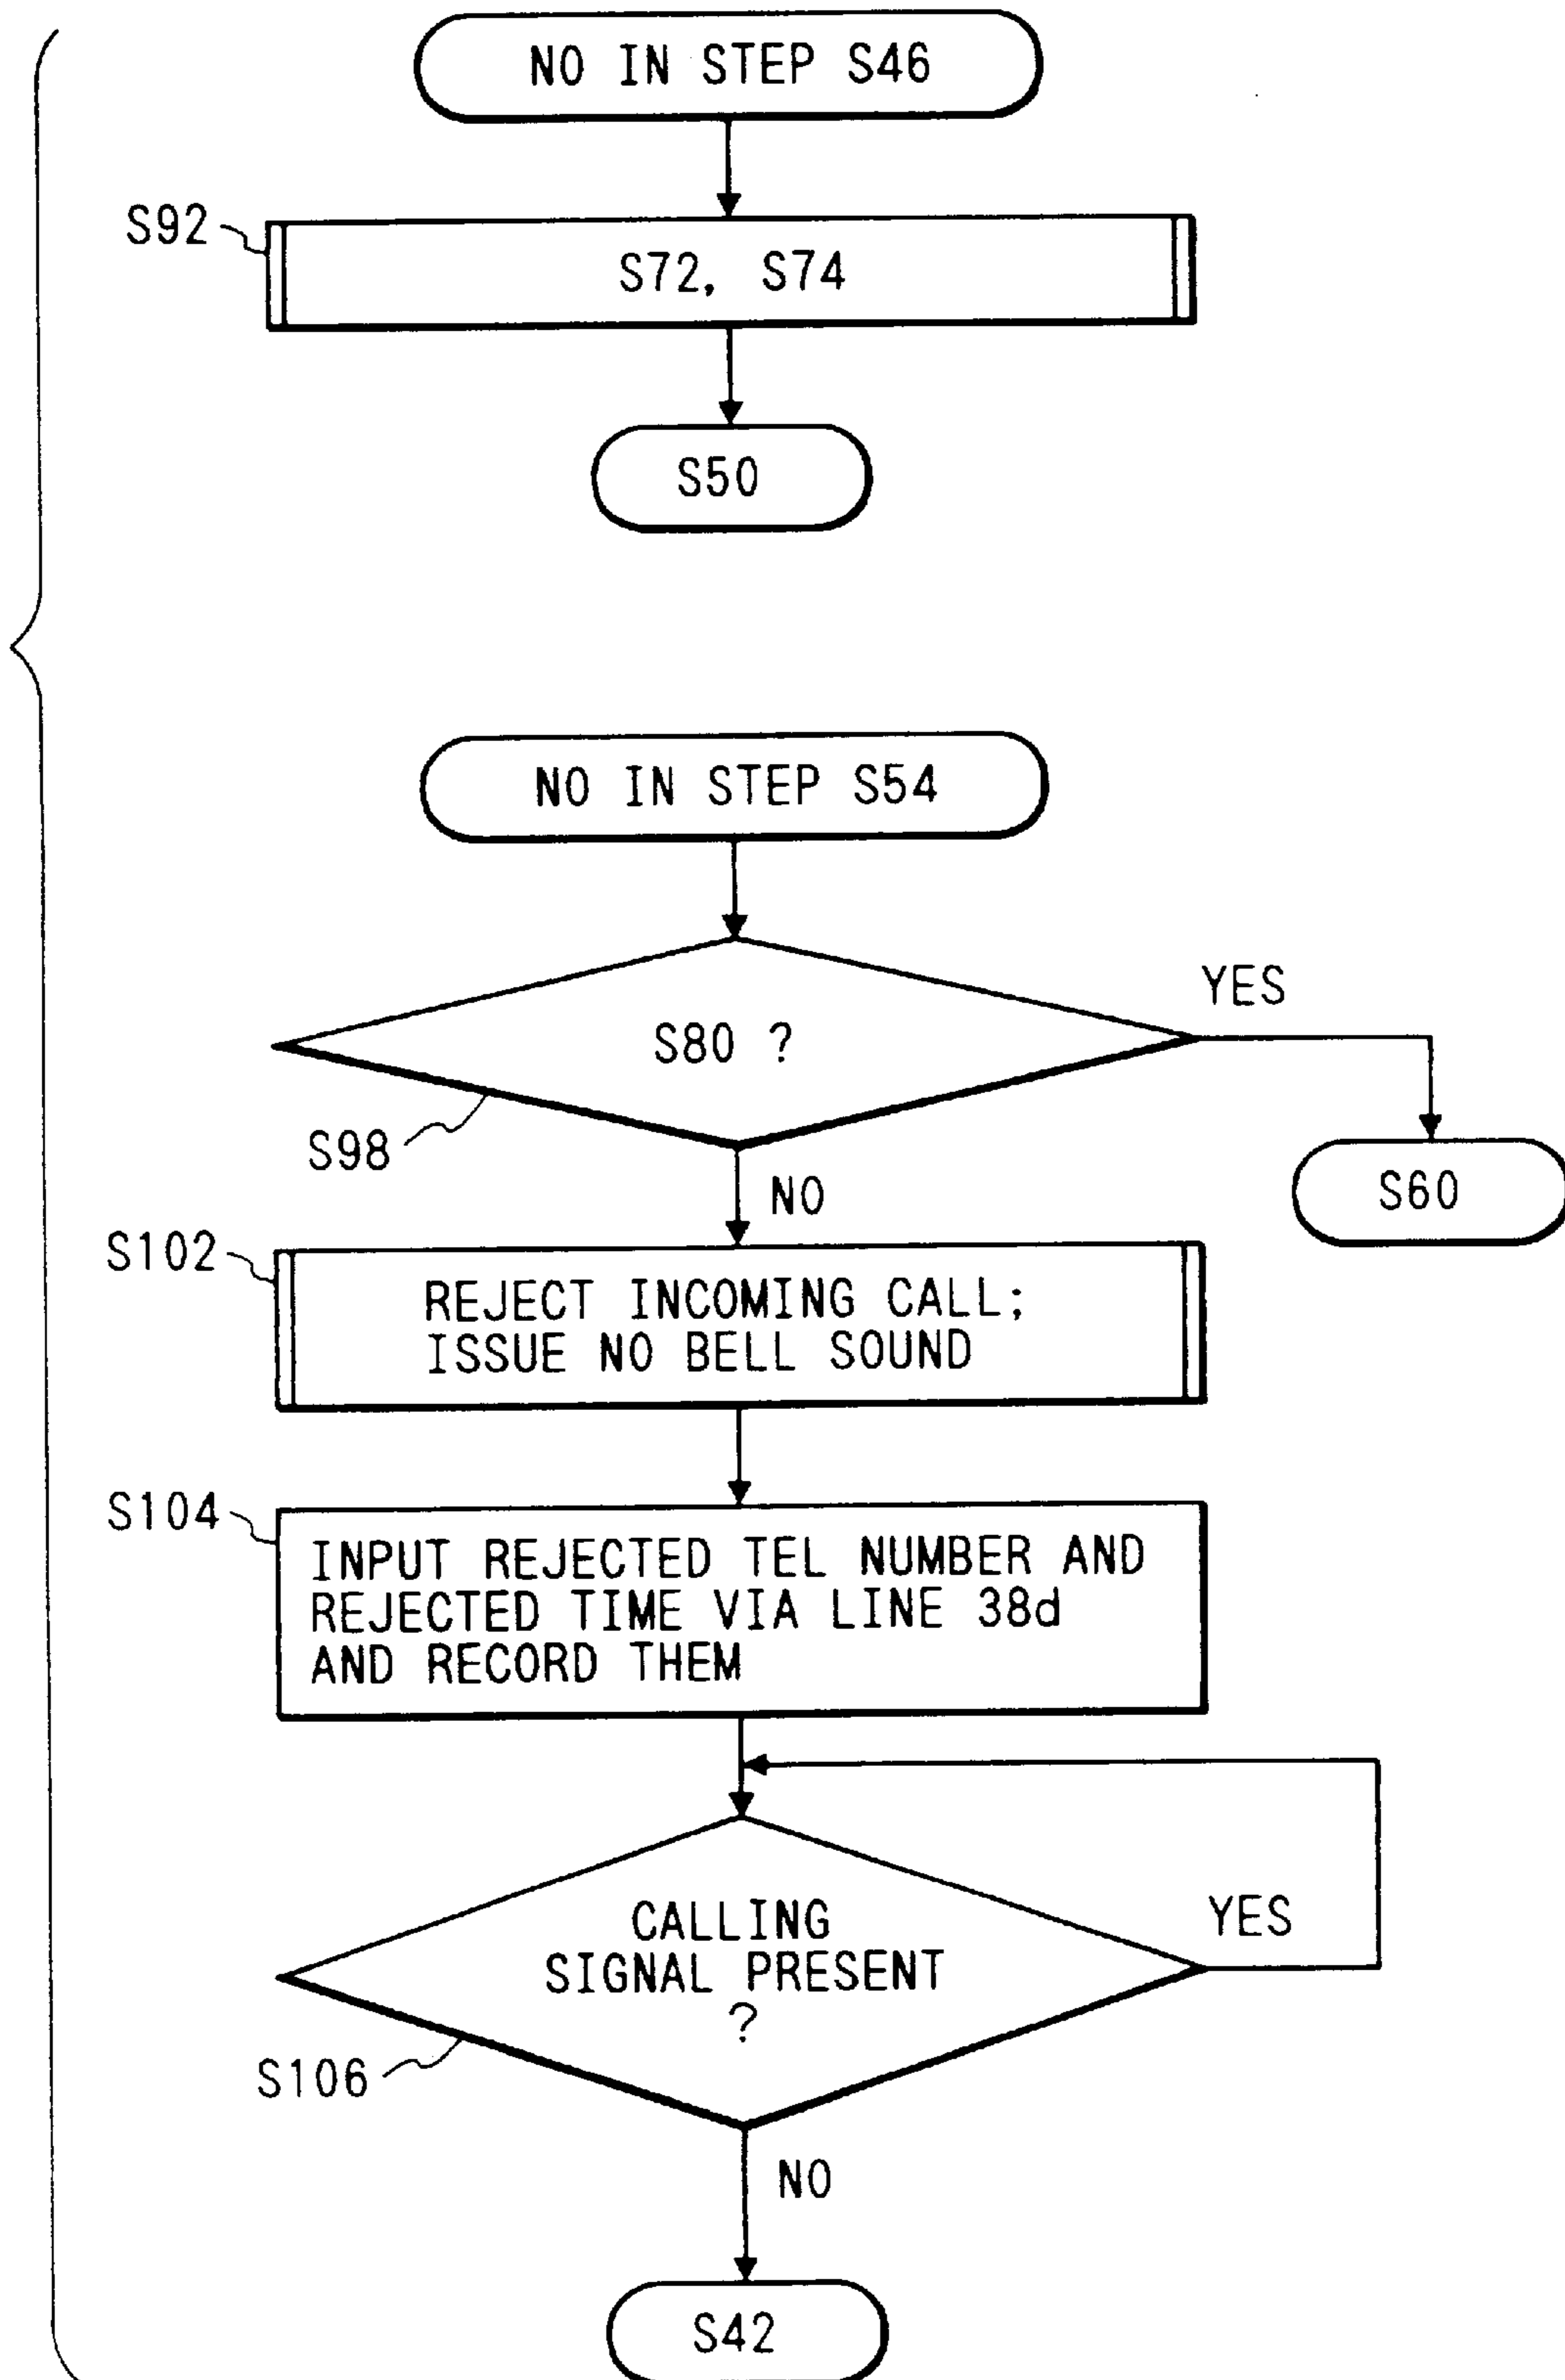 NO IN STEP S46
S92
S72, S74
S50
NO IN STEP S54
S80 ?
YES
S98
S60
NO
S102
REJECT INCOMING CALL;
ISSUE NO BELL SOUND
S104
INPUT REJECTED TEL NUMBER AND
REJECTED TIME VIA LINE 38d
AND RECORD THEM
CALLING
SIGNAL PRESENT
?
YES
S106
NO
S42